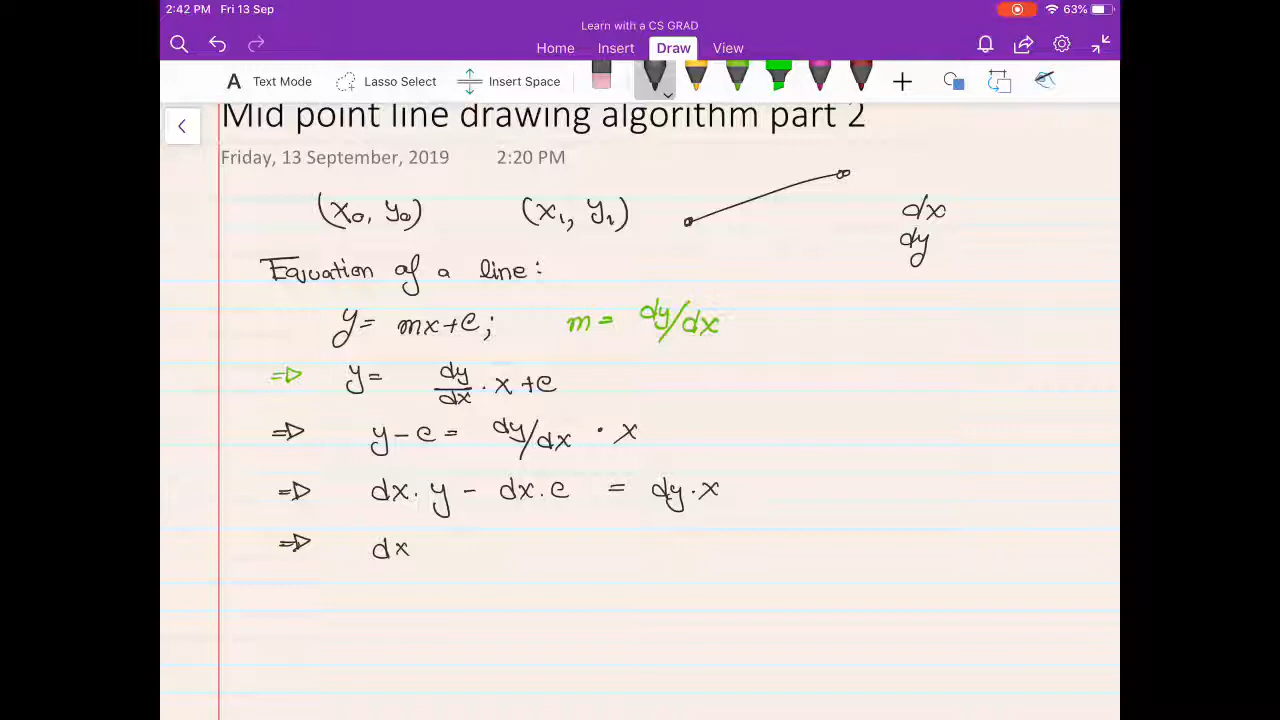 2:42 PM Fri 13 Sep 63%
Learn with a CS GRAD
Home Insert Draw View
A Text Mode Lasso Select Insert Space
Mid point line drawing algorithm part 2
Friday, 13 September, 2019 2:20 PM
(x₀, y₀) (x₁, y₁) dx
dy
Equation of a line:
y = mx+c; m = dy/dx
⇒ y = dy/dx · x + c
⇒ y - c = dy/dx · x
⇒ dx · y - dx · c = dy · x
⇒ dx